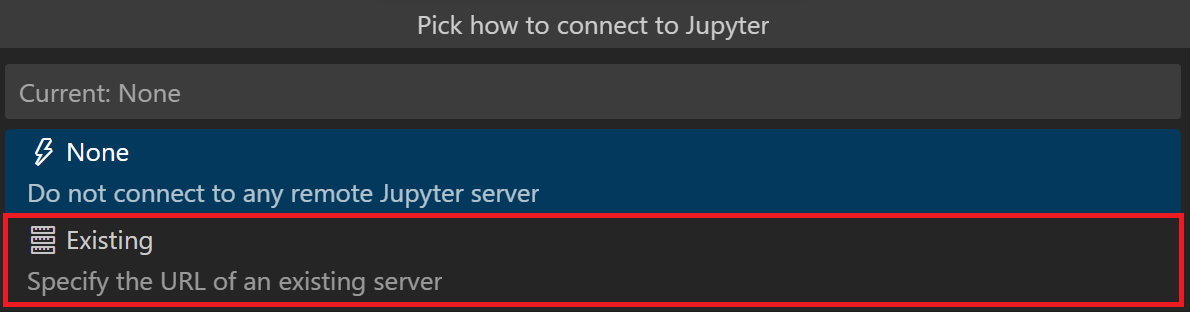 Pick how to connect to Jupyter
Current: None
None
Do not connect to any remote Jupyter server
Existing
Specify the URL of an existing server